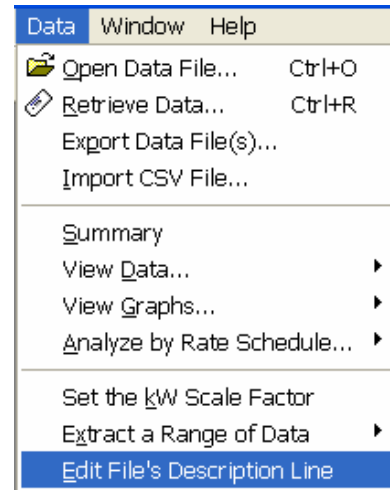 Data Window Help
Open Data File... Ctrl+O
Retrieve Data... Ctrl+R
Export Data File(s)...
Import CSV File...
Summary
View Data...
View Graphs...
Analyze by Rate Schedule...
Set the kW Scale Factor
Extract a Range of Data
Edit File's Description Line